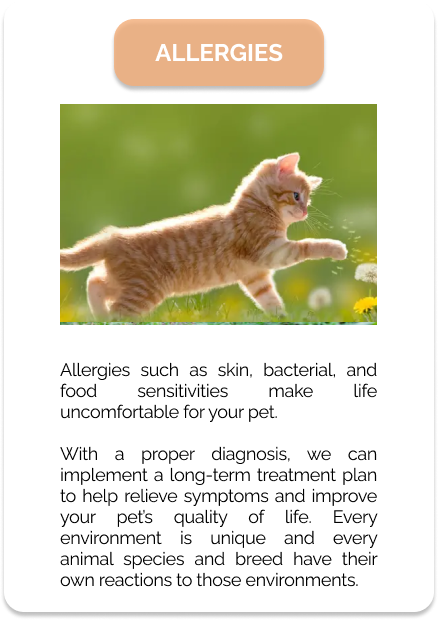 ALLERGIES
Allergies such as skin, bacterial, and
food sensitivities make life
uncomfortable for your pet.
With a proper diagnosis, we can
implement a long-term treatment plan
to help relieve symptoms and improve
your pet's quality of life. Every
environment is unique and every
animal species and breed have their
own reactions to those environments.